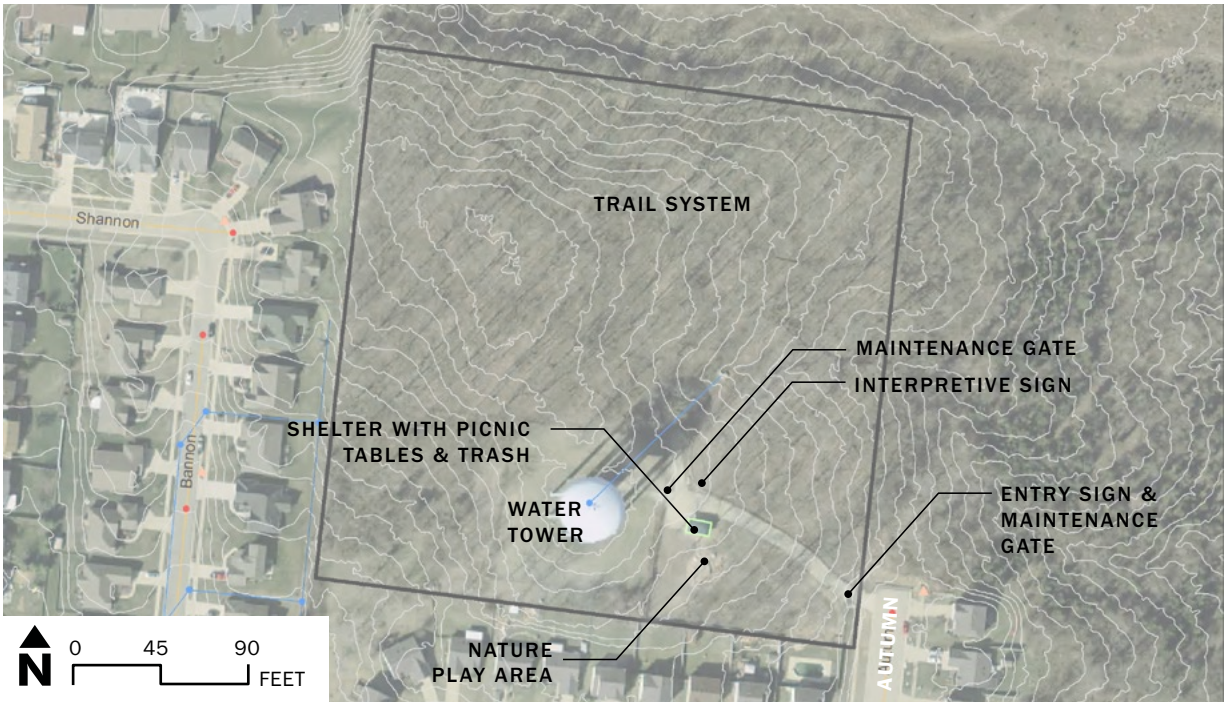 Shannon
TRAIL SYSTEM
MAINTENANCE GATE
INTERPRETIVE SIGN
SHELTER WITH PICNIC
TABLES & TRASH
Bannon
WATER
TOWER
ENTRY SIGN &
MAINTENANCE
GATE
AUTUMN
NATURE
PLAY AREA
N
0 45 90
FEET